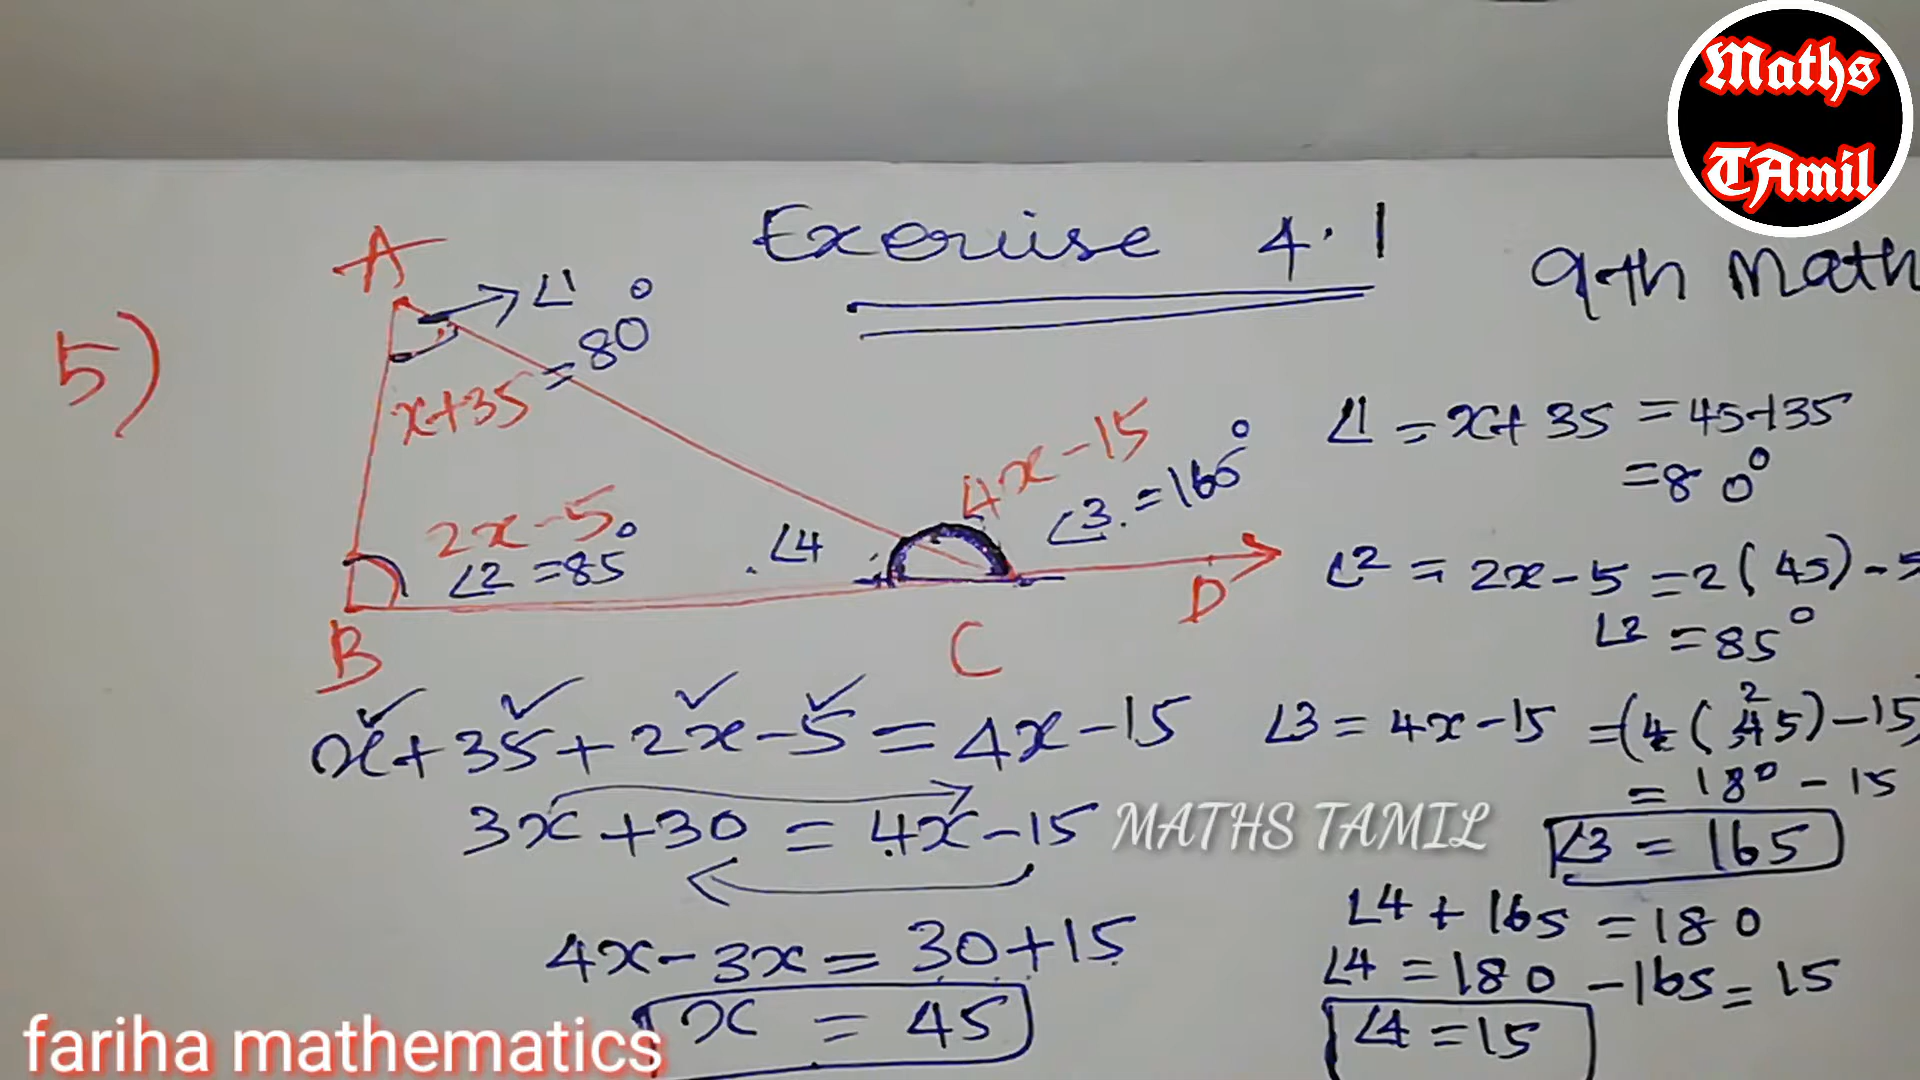 Maths
TAmil
Exercise 4.1
9th Math
5)
A
∠1
= 80°
x+35
2x-5
∠2 = 85°
∠4
4x-15
∠3. = 165°
B
C
D
x+35+2x-5 = 4x-15
3x+30 = 4x-15
4x-3x = 30+15
x = 45
∠1 = x+35 = 45+35
= 80°
∠2 = 2x-5 = 2(45)-5
∠2 = 85°
∠3 = 4x-15 = (4(45)-15
= 180-15
∠3 = 165
∠4 + 165 = 180
∠4 = 180 - 165 = 15
∠4 = 15
MATHS TAMIL
fariha mathematics